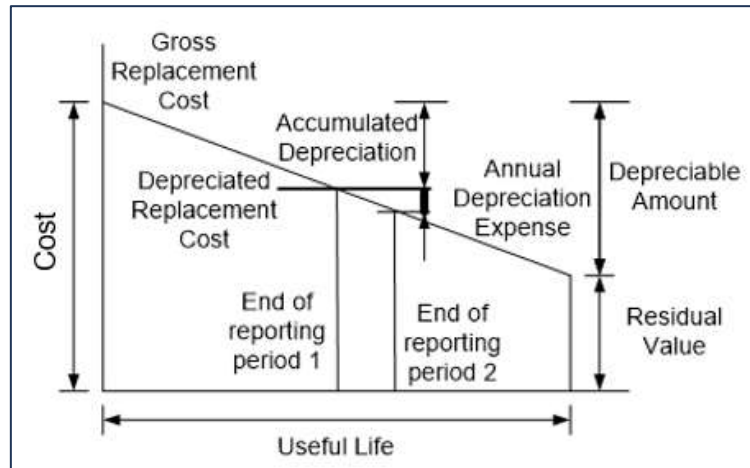 Gross
Replacement
Cost
Accumulated
Depreciation
Annual
Depreciation
Expense
Depreciable
Amount
Depreciated
Replacement
Cost
Cost
End of
reporting
period 1
End of
reporting
period 2
Residual
Value
Useful Life